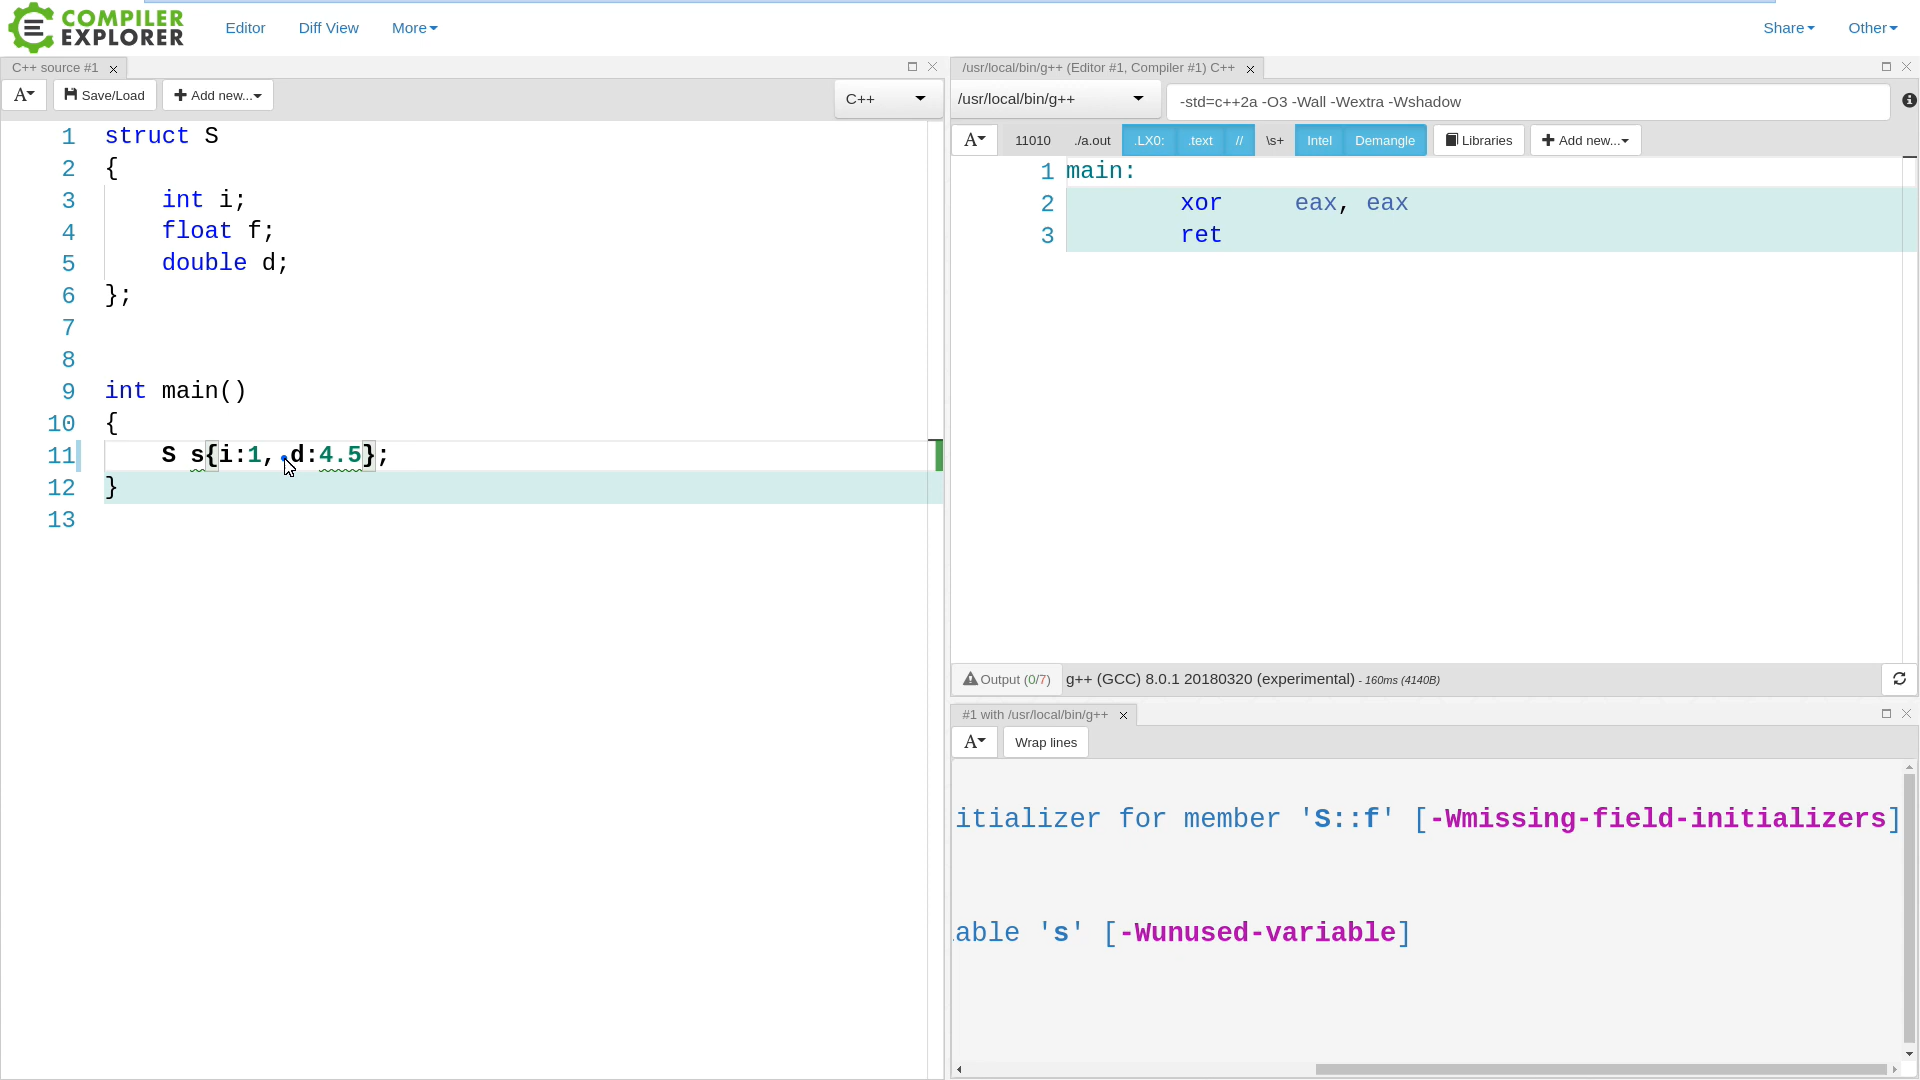 COMPILER
EXPLORER
Editor
Diff View
More
Share
Other
C++ source #1
A
Save/Load
Add new...
C++
1 struct S
2 {
3 int i;
4 float f;
5 double d;
6 };
7
8
9 int main()
10 {
11 S s{i:1, d:4.5};
12 }
13
/usr/local/bin/g++ (Editor #1, Compiler #1) C++
/usr/local/bin/g++
-std=c++2a -O3 -Wall -Wextra -Wshadow
A
11010
./a.out
.LX0:
.text
//
\s+
Intel
Demangle
Libraries
Add new...
1 main:
2 xor eax, eax
3 ret
Output (0/7)
g++ (GCC) 8.0.1 20180320 (experimental) - 160ms (4140B)
#1 with /usr/local/bin/g++
A
Wrap lines
itializer for member 'S::f' [-Wmissing-field-initializers]
able 's' [-Wunused-variable]